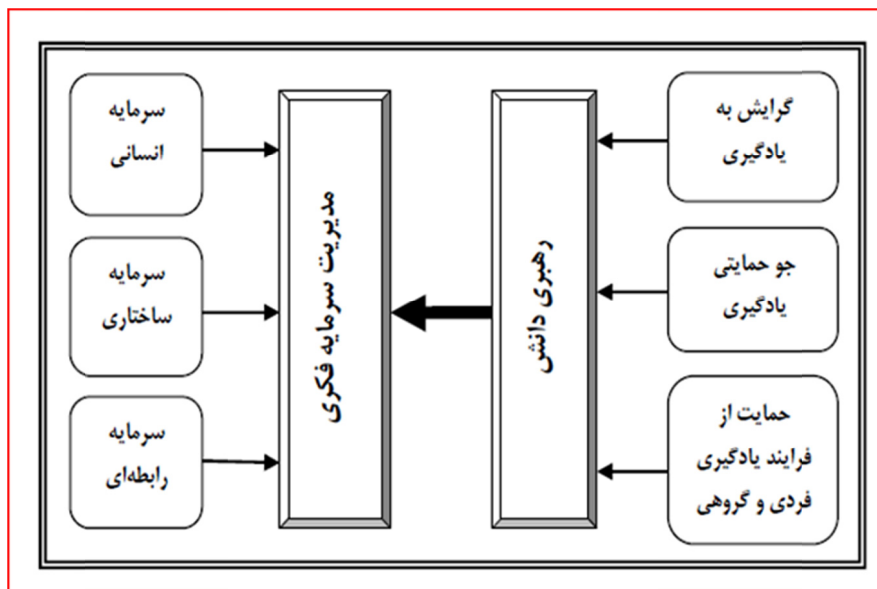 گرایش به
یادگیری
جو حمایتی
یادگیری
حمایت از
فرایند یادگیری
فردی و گروهی
رهبری دانش
مدیریت سرمایه فکری
سرمایه
انسانی
سرمایه
ساختاری
سرمایه
رابطه‌ای